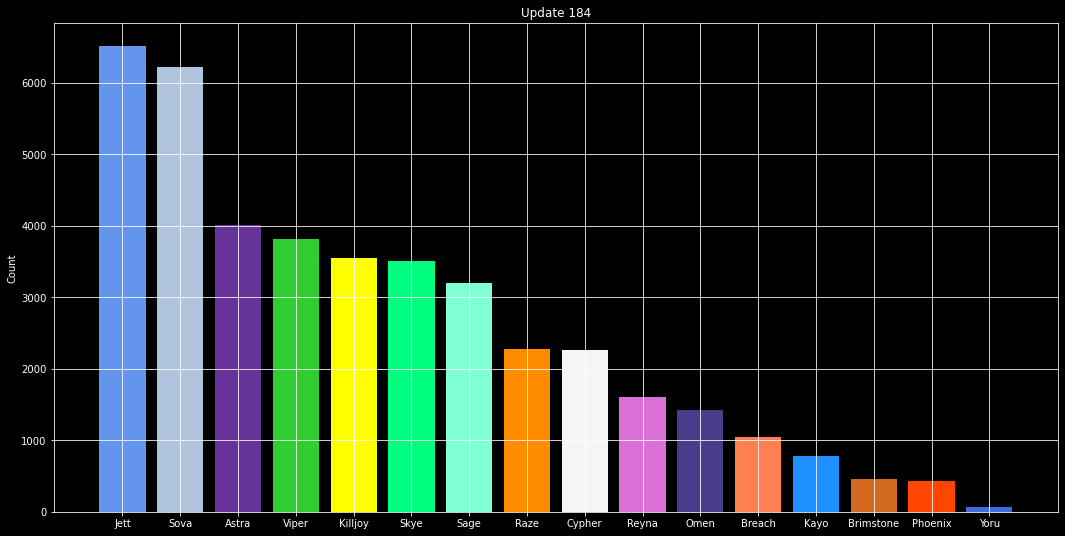 Update 184
Count
6000
5000
4000
3000
2000
1000
0
Jett Sova Astra Viper Killjoy Skye Sage Raze Cypher Reyna Omen Breach Kayo Brimstone Phoenix Yoru